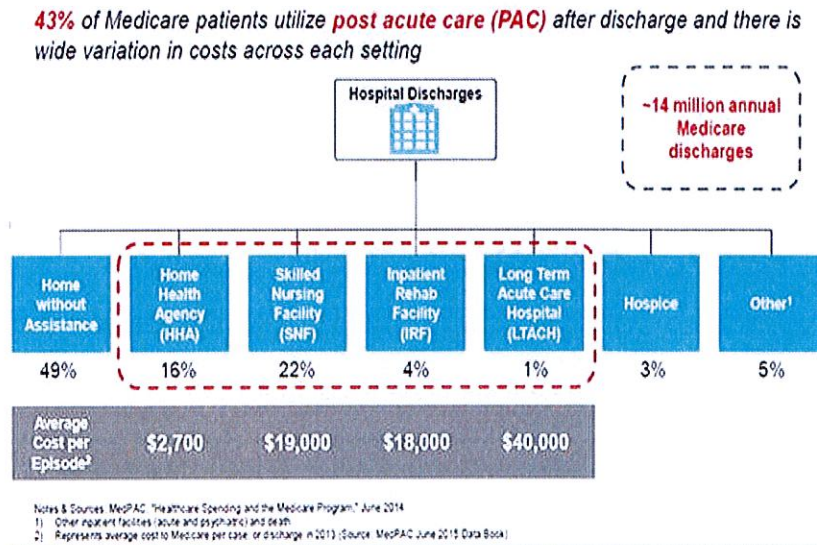 43% of Medicare patients utilize post acute care (PAC) after discharge and there is
wide variation in costs across each setting
Hospital Discharges
~14 million annual
Medicare
discharges
Home
without
Assistance
Home
Health
Agency
(HHA)
Skilled
Nursing
Facility
(SNF)
Inpatient
Rehab
Facility
(IRF)
Long Term
Acute Care
Hospital
(LTACH)
Hospice
Other¹
49%
16%
22%
4%
1%
3%
5%
Average
Cost per
Episode²
$2,700
$19,000
$18,000
$40,000
Notes & Sources: MedPAC, "Healthcare Spending and the Medicare Program," June 2014
1) Other inpatient facilities (acute and psychiatric) and death
2) Represents average cost to Medicare per case, or discharge in 2013 (Source: MedPAC June 2015 Data Book)